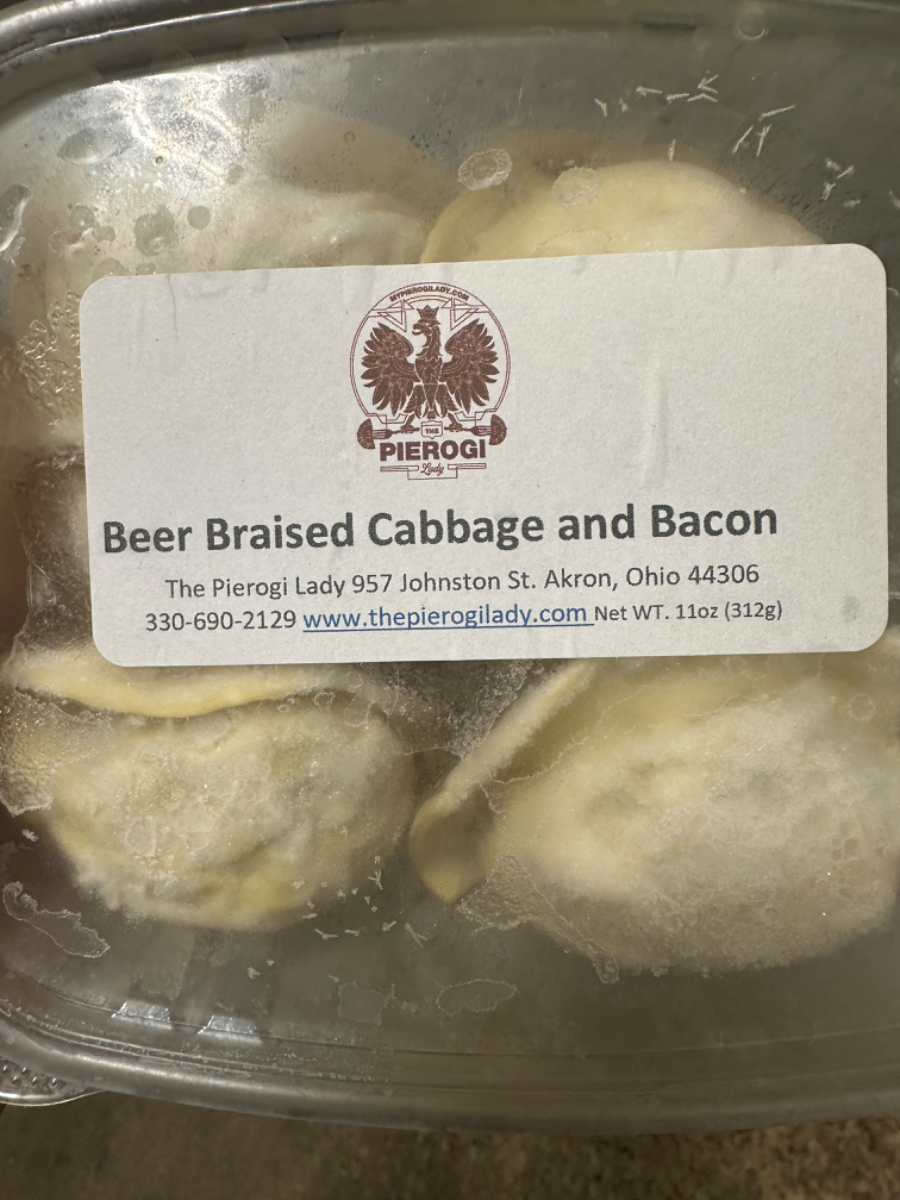 MYPIEROGILADY.COM
THE
PIEROGI
Lady
Beer Braised Cabbage and Bacon
The Pierogi Lady 957 Johnston St. Akron, Ohio 44306
330-690-2129 www.thepierogilady.com Net WT. 11oz (312g)